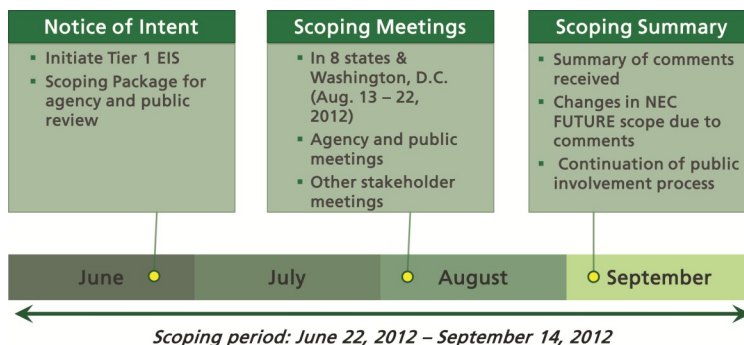 Notice of Intent
▪ Initiate Tier 1 EIS
▪ Scoping Package for
agency and public
review
Scoping Meetings
▪ In 8 states &
Washington, D.C.
(Aug. 13 – 22,
2012)
▪ Agency and public
meetings
▪ Other stakeholder
meetings
Scoping Summary
▪ Summary of comments
received
▪ Changes in NEC
FUTURE scope due to
comments
▪ Continuation of public
involvement process
June
July
August
September
Scoping period: June 22, 2012 – September 14, 2012